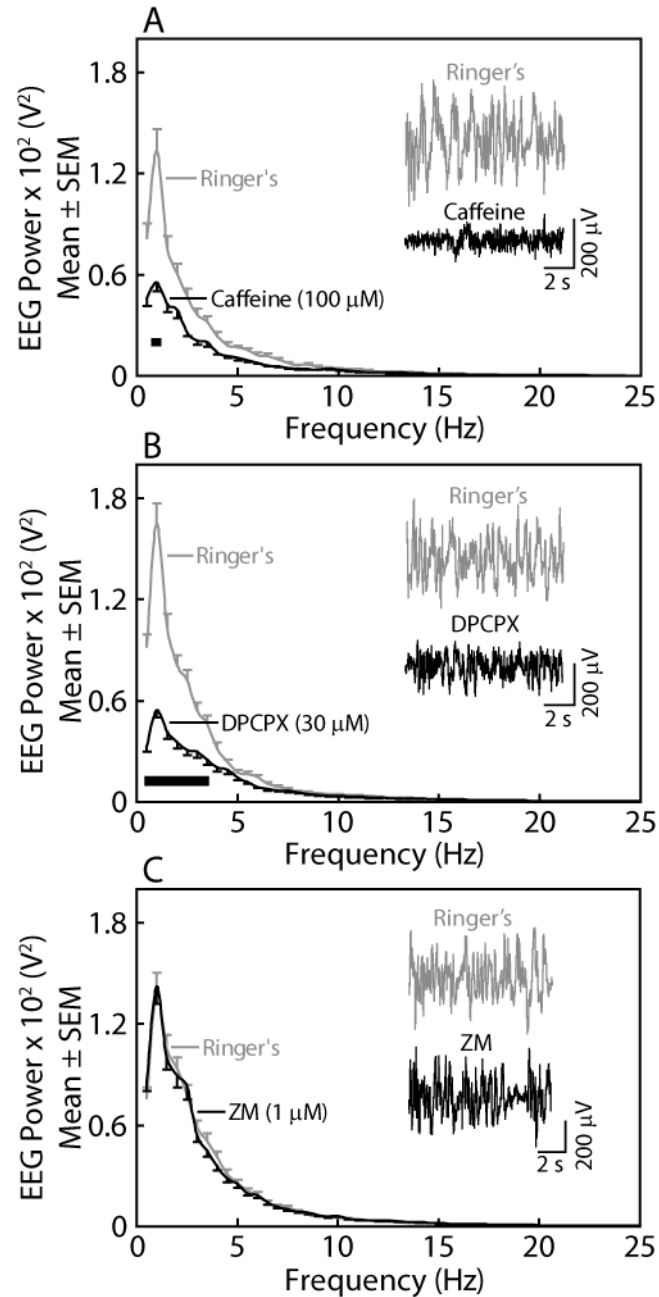 A
EEG Power x 10² (V²)
Mean ± SEM
1.8
1.2
0.6
0
Ringer's
Caffeine (100 μM)
Ringer’s
Caffeine
200 μV
2 s
0 5 10 15 20 25
Frequency (Hz)
B
EEG Power x 10² (V²)
Mean ± SEM
1.8
1.2
0.6
0
Ringer's
DPCPX (30 μM)
Ringer’s
DPCPX
200 μV
2 s
0 5 10 15 20 25
Frequency (Hz)
C
EEG Power x 10² (V²)
Mean ± SEM
1.8
1.2
0.6
0
Ringer's
ZM (1 μM)
Ringer’s
ZM
200 μV
2 s
0 5 10 15 20 25
Frequency (Hz)